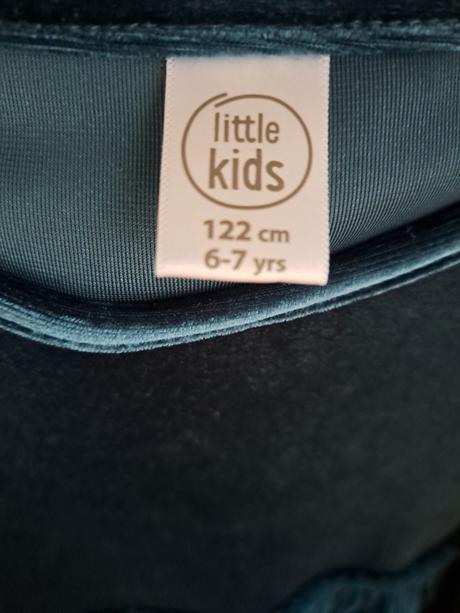 little
kids
122 cm
6-7 yrs